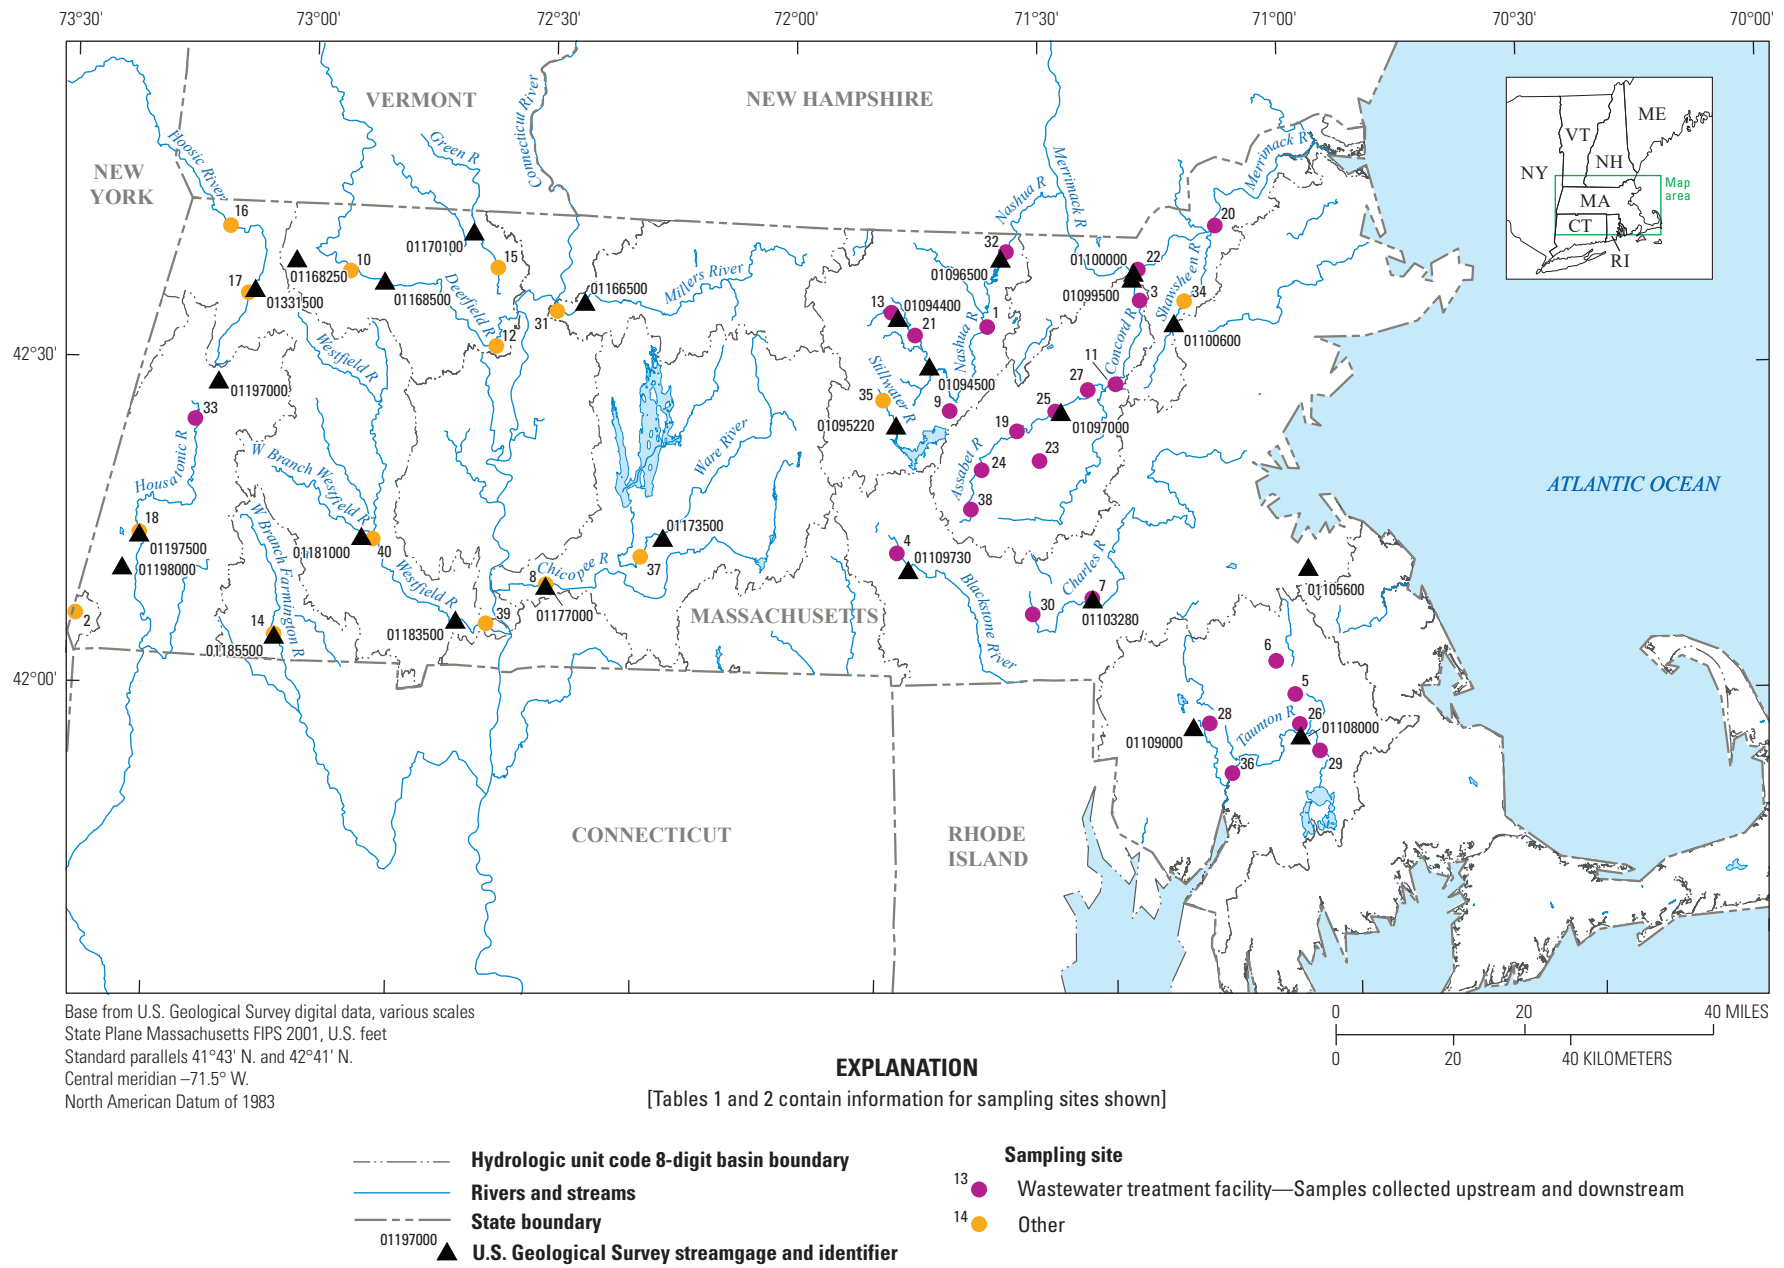 73°30'
73°00'
72°30'
72°00'
71°30'
71°00'
70°30'
70°00'
42°30'
42°00'
VERMONT
NEW HAMPSHIRE
NEW
YORK
MASSACHUSETTS
CONNECTICUT
RHODE
ISLAND
ATLANTIC OCEAN
ME
VT
NH
NY
MA
CT
RI
Map
area
Hoosic River
Green R
Connecticut River
Deerfield R
Millers River
Westfield R
W Branch Westfield R
Westfield R
W Branch Farmington R
Housatonic R
Chicopee R
Ware River
Stillwater R
Nashua R
Nashua R
Merrimack R
Merrimack R
Shawsheen R
Concord R
Assabet R
Blackstone River
Charles R
Taunton R
16
17
01331500
01168250
10
01168500
01170100
15
12
31
01166500
01197000
33
18
01197500
01198000
2
14
01185500
01181000
40
01183500
39
8
01177000
37
01173500
32
01096500
13
01094400
21
1
01094500
35
01095220
9
01100000
22
01099500
3
20
34
01100600
11
27
25
01097000
19
23
24
38
4
01109730
30
7
01103280
01105600
6
5
26
01108000
29
28
01109000
36
Base from U.S. Geological Survey digital data, various scales
State Plane Massachusetts FIPS 2001, U.S. feet
Standard parallels 41°43' N. and 42°41' N.
Central meridian –71.5° W.
North American Datum of 1983
0 20 40 MILES
0 20 40 KILOMETERS
EXPLANATION
[Tables 1 and 2 contain information for sampling sites shown]
Hydrologic unit code 8-digit basin boundary
Rivers and streams
State boundary
01197000
U.S. Geological Survey streamgage and identifier
Sampling site
13
Wastewater treatment facility—Samples collected upstream and downstream
14
Other